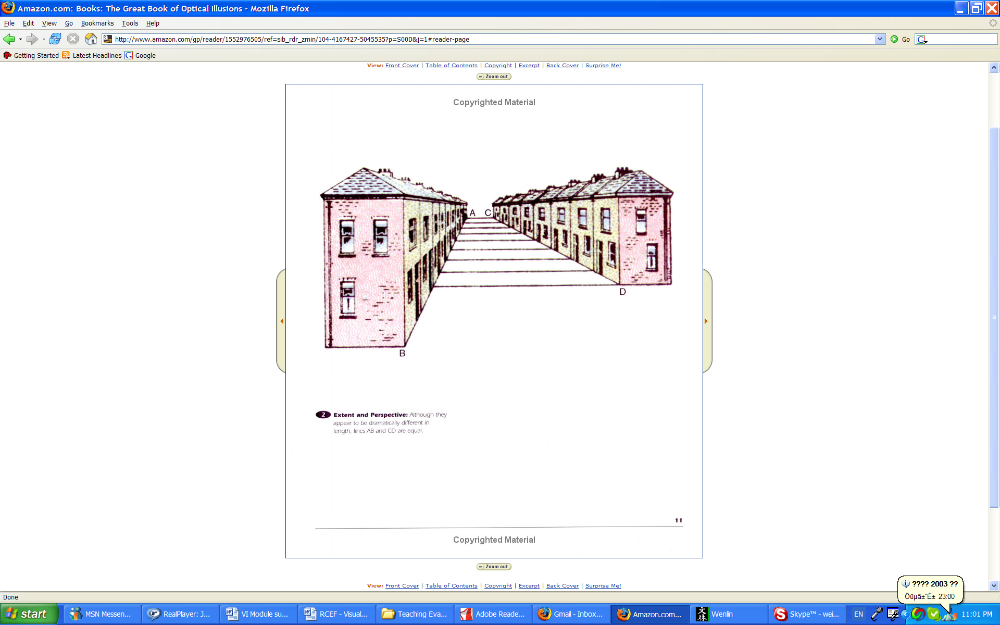 Amazon.com: Books: The Great Book of Optical Illusions - Mozilla Firefox
File Edit View Go Bookmarks Tools Help
http://www.amazon.com/gp/reader/1552976505/ref=sib_rdr_zmin/104-4167427-5045535?p=S00D&j=1#reader-page Go G
Getting Started Latest Headlines G Google
View: Front Cover | Table of Contents | Copyright | Excerpt | Back Cover | Surprise Me!
Zoom out
Copyrighted Material
A C
D
B
2 Extent and Perspective: Although they
appear to be dramatically different in
length, lines AB and CD are equal.
11
Copyrighted Material
Zoom out
View: Front Cover | Table of Contents | Copyright | Excerpt | Back Cover | Surprise Me!
???? 2003 ??
Õûµã±¨Ê± 23:00
Done
start MSN Messen... RealPlayer: J... VI Module su... RCEF - Visual... Teaching Eva... Adobe Reade... Gmail - Inbox... Amazon.com... 文林 Wenlin Skype™ - wei... EN 11:01 PM